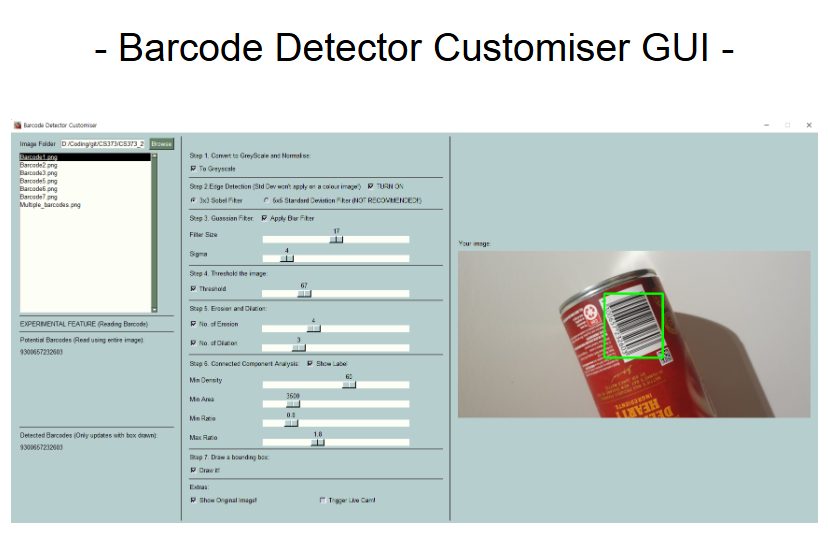 - Barcode Detector Customiser GUI -
Barcode Detector Customiser
Image Folder D:/Coding/git/CS373/CS373_2 Browse
Barcode1.png
Barcode2.png
Barcode3.png
Barcode5.png
Barcode6.png
Barcode7.png
Multiple_barcodes.png
EXPERIMENTAL FEATURE (Reading Barcode)
Potential Barcodes (Read using entire image):
9300657232603
Detected Barcodes (Only updates with box drawn):
9300657232603
Step 1. Convert to GreyScale and Normalise:
To Greyscale
Step 2.Edge Detection (Std Dev won't apply on a colour image!) TURN ON
3x3 Sobel Filter 5x5 Standard Deviation Filter (NOT RECOMMENDED!)
Step 3. Guassian Filter: Apply Blur Filter
17
Filter Size
4
Sigma
Step 4. Threshold the image:
67
Threshold
Step 5. Erosion and Dilation:
4
No. of Erosion
3
No. of Dilation
Step 6. Connected Component Analysis: Show Label
65
Min Density
3500
Min Area
0.8
Min Ratio
1.8
Max Ratio
Step 7. Draw a bounding box:
Draw it!
Extras:
Show Original Image! Trigger Live Cam!
Your image:
HEART
INGREDIENTS.